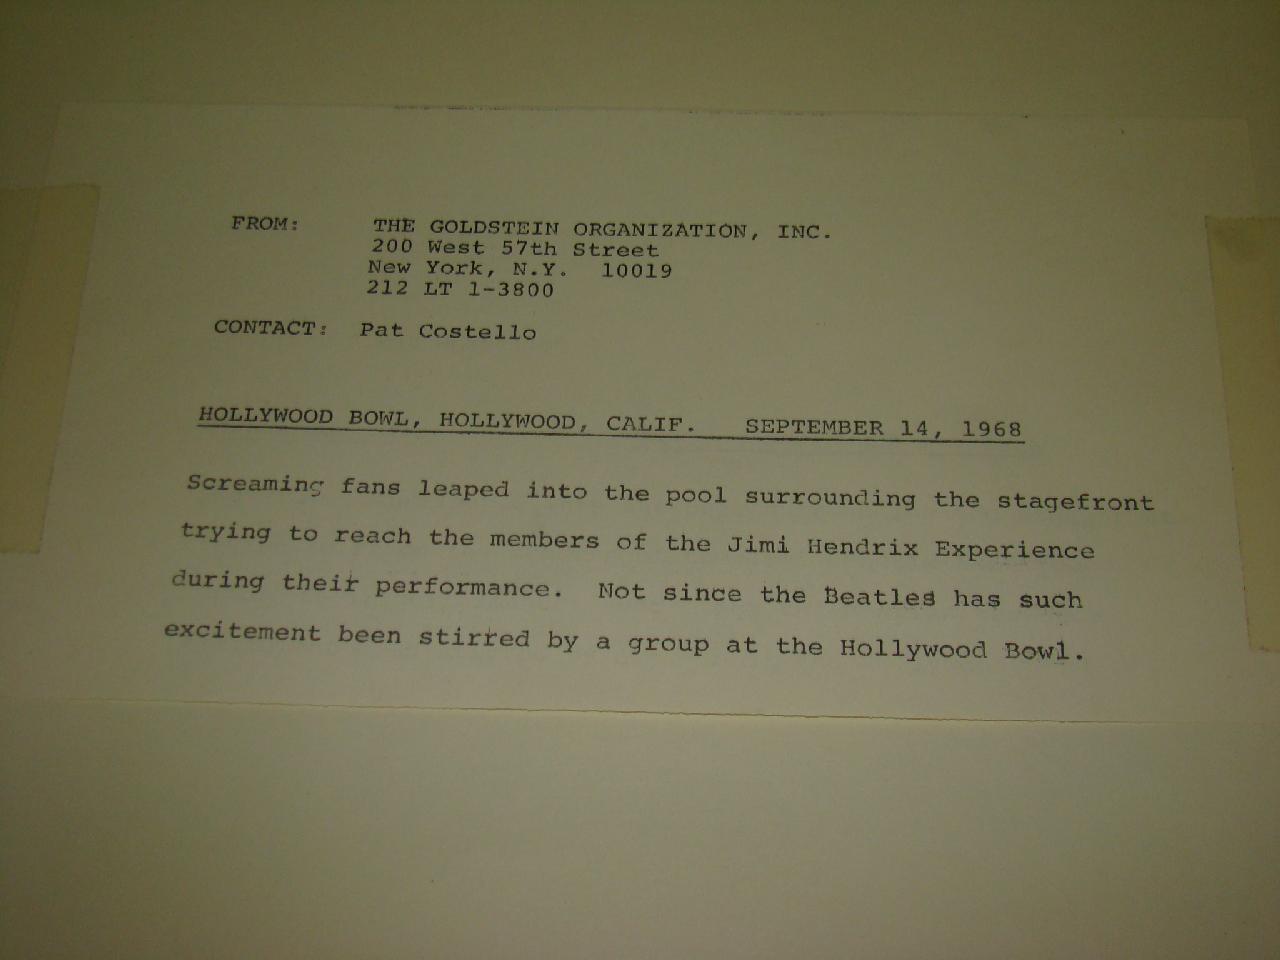 FROM: THE GOLDSTEIN ORGANIZATION, INC.
200 West 57th Street
New York, N.Y. 10019
212 LT 1-3800
CONTACT: Pat Costello
HOLLYWOOD BOWL, HOLLYWOOD, CALIF. SEPTEMBER 14, 1968
Screaming fans leaped into the pool surrounding the stagefront
trying to reach the members of the Jimi Hendrix Experience
during their performance. Not since the Beatles has such
excitement been stirred by a group at the Hollywood Bowl.